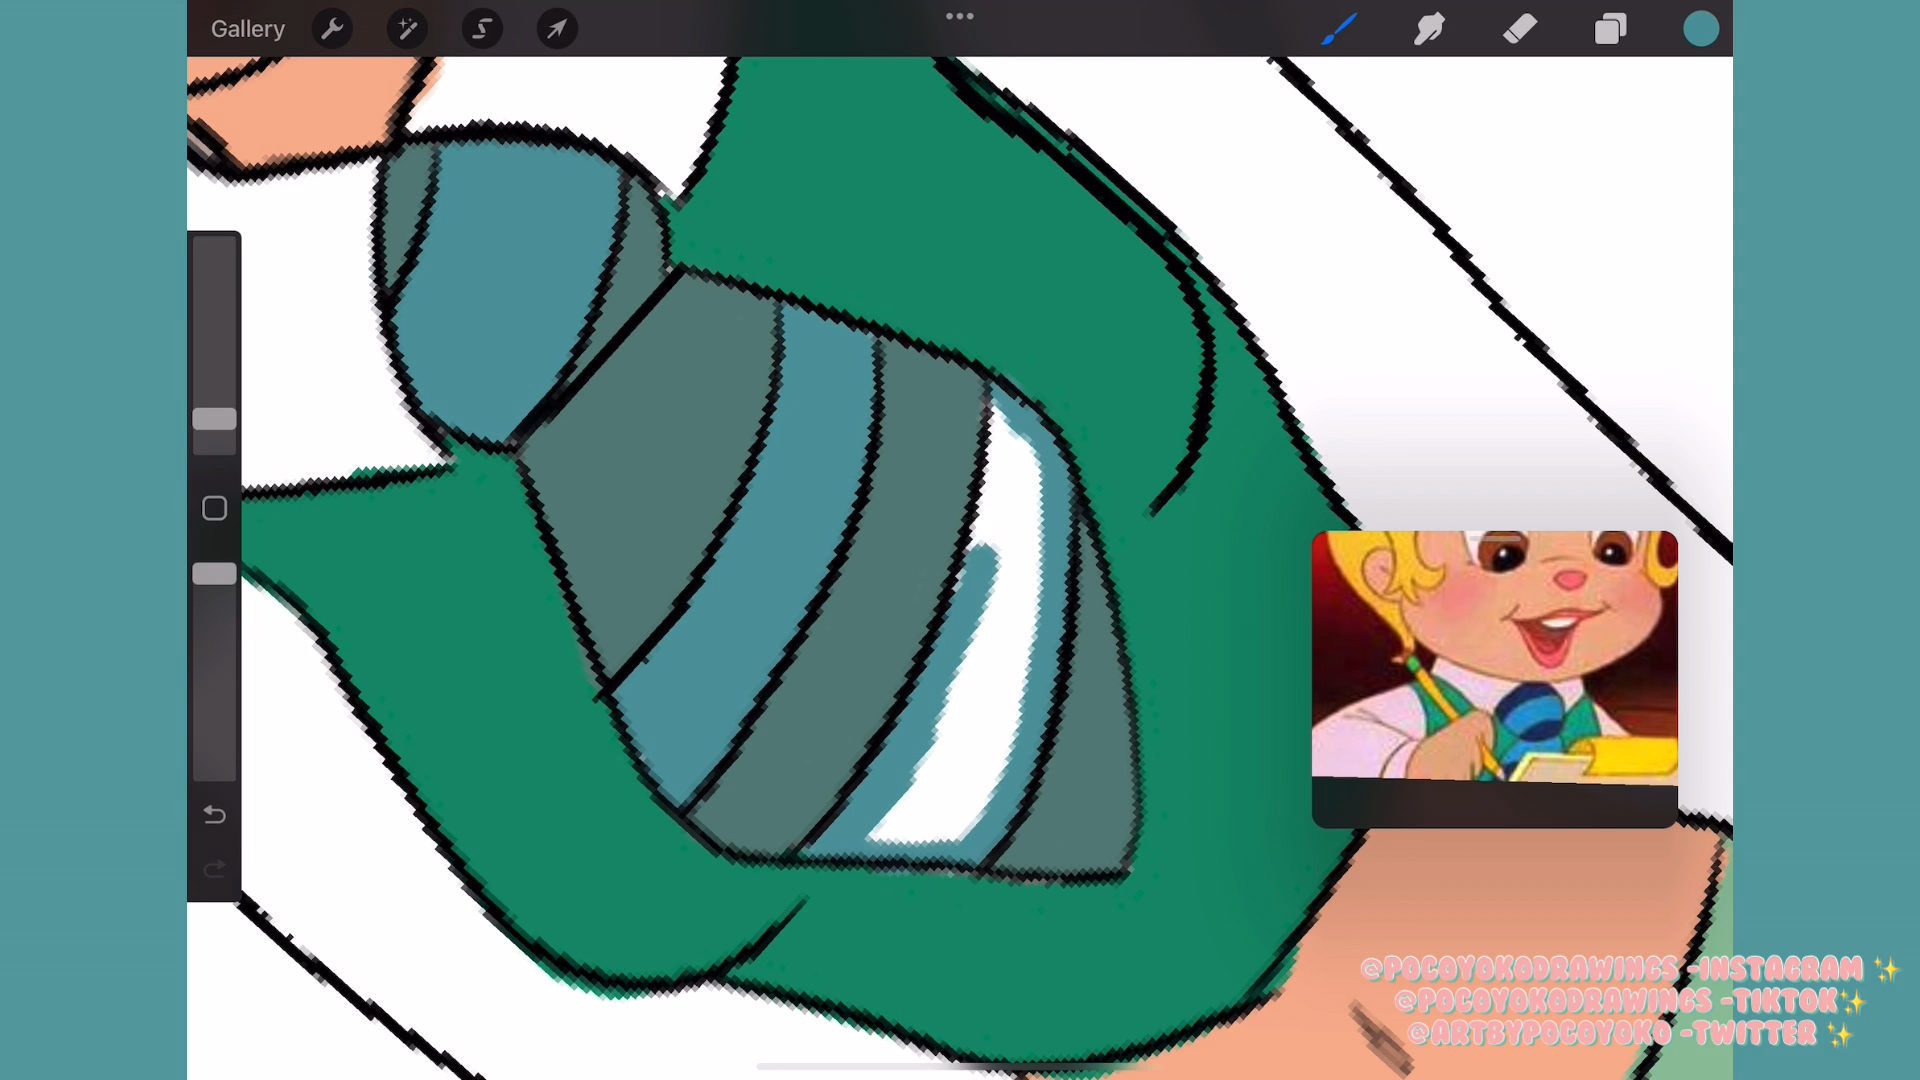 Gallery
@POCOYOKODRAWINGS -INSTAGRAM ✨
@POCOYOKODRAWINGS -TIKTOK✨
@ARTBYPOCOYOKO -TWITTER ✨